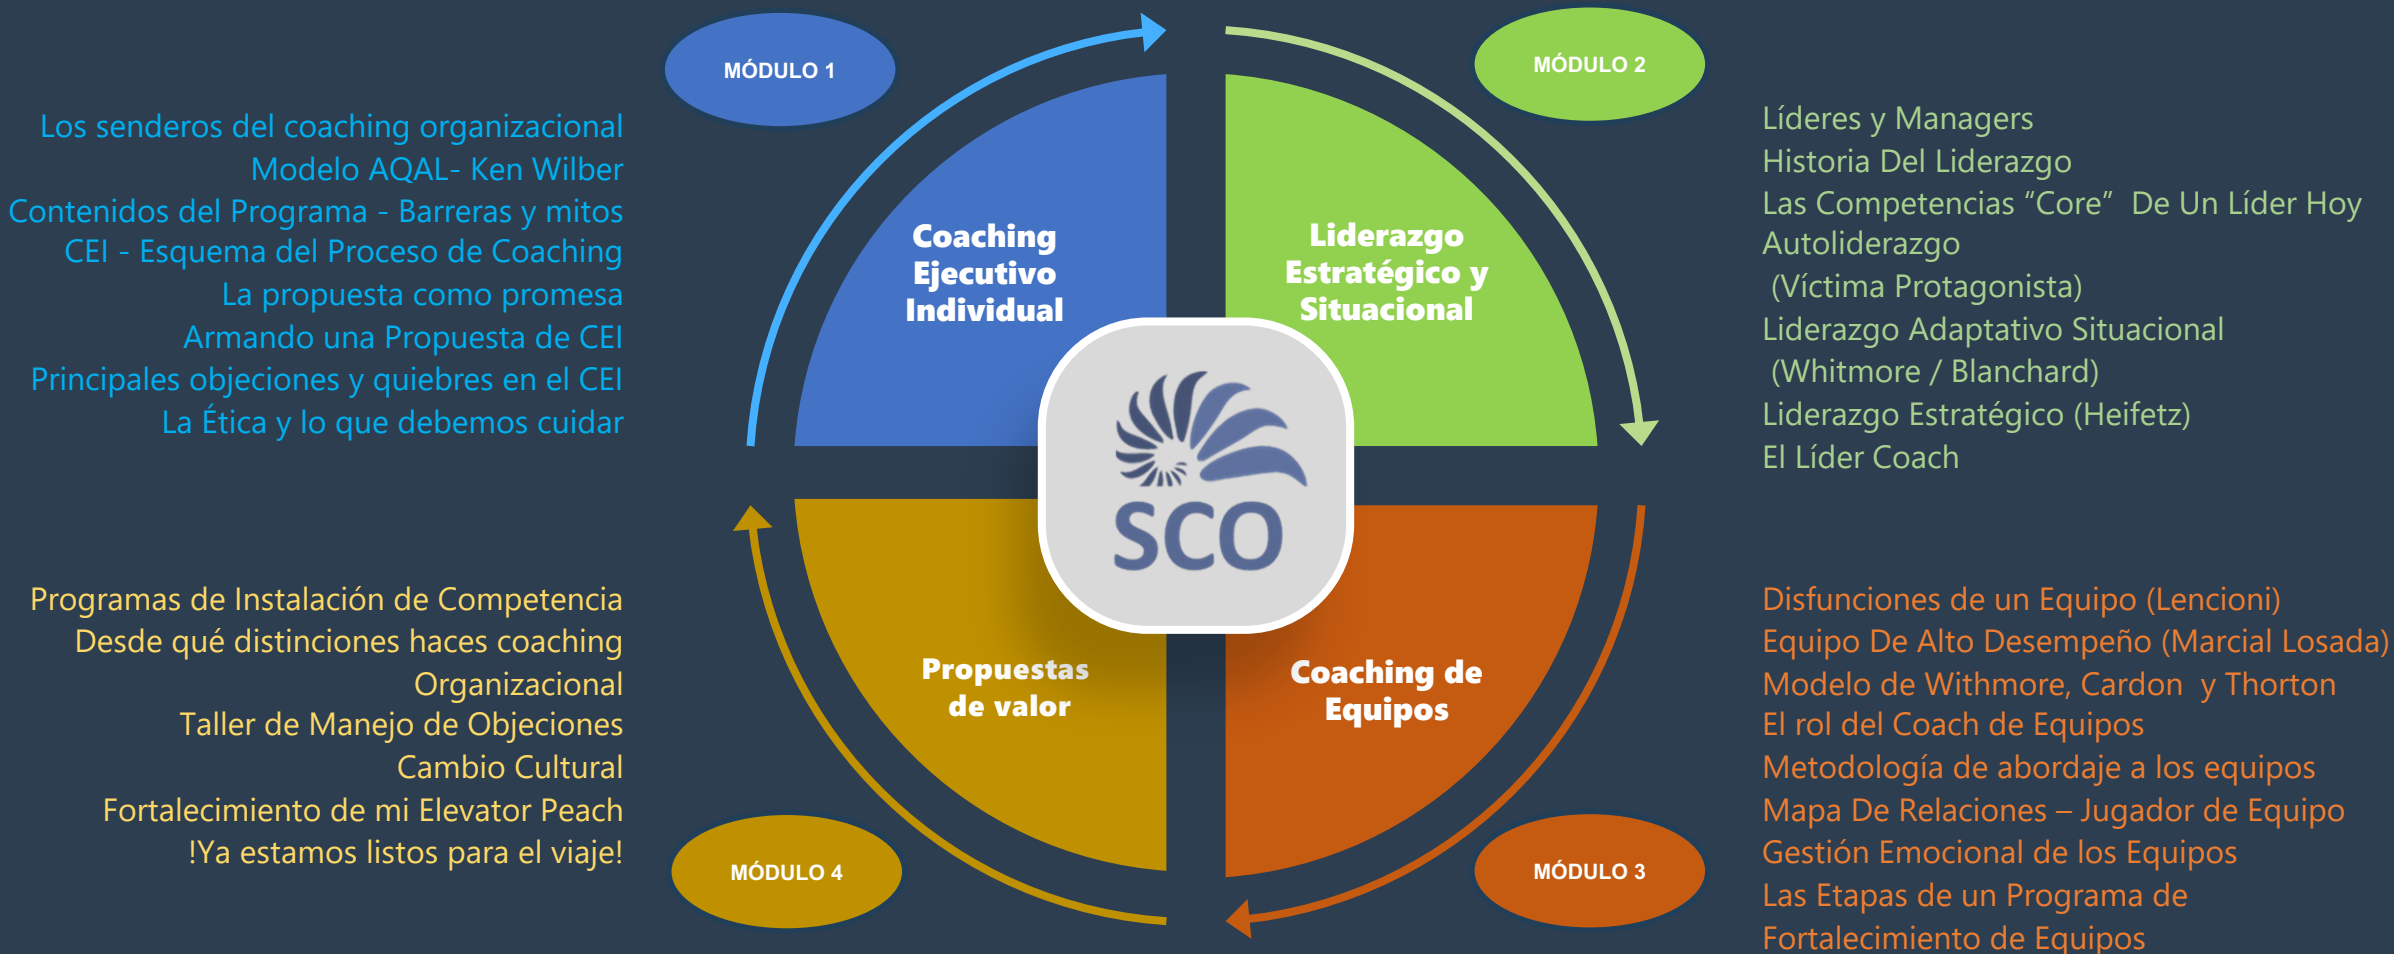 MÓDULO 1
Los senderos del coaching organizacional
Modelo AQAL- Ken Wilber
Contenidos del Programa - Barreras y mitos
CEI - Esquema del Proceso de Coaching
La propuesta como promesa
Armando una Propuesta de CEI
Principales objeciones y quiebres en el CEI
La Ética y lo que debemos cuidar
Coaching
Ejecutivo
Individual
MÓDULO 2
Liderazgo
Estratégico y
Situacional
Líderes y Managers
Historia Del Liderazgo
Las Competencias “Core”  De Un Líder Hoy
Autoliderazgo
(Víctima Protagonista)
Liderazgo Adaptativo Situacional
(Whitmore / Blanchard)
Liderazgo Estratégico (Heifetz)
El Líder Coach
SCO
Programas de Instalación de Competencia
Desde qué distinciones haces coaching
Organizacional
Taller de Manejo de Objeciones
Cambio Cultural
Fortalecimiento de mi Elevator Peach
!Ya estamos listos para el viaje!
Propuestas
de valor
MÓDULO 4
Coaching de
Equipos
MÓDULO 3
Disfunciones de un Equipo (Lencioni)
Equipo De Alto Desempeño (Marcial Losada)
Modelo de Withmore, Cardon  y Thorton
El rol del Coach de Equipos
Metodología de abordaje a los equipos
Mapa De Relaciones – Jugador de Equipo
Gestión Emocional de los Equipos
Las Etapas de un Programa de
Fortalecimiento de Equipos